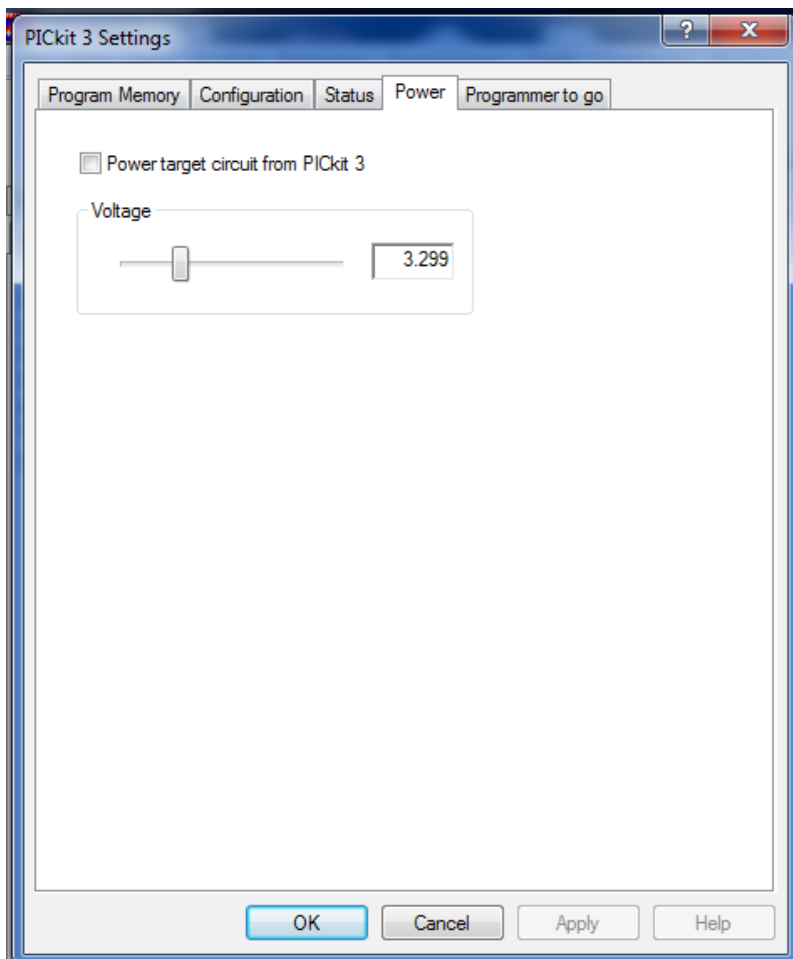 PICkit 3 Settings
? X
Program Memory Configuration Status Power Programmer to go
Power target circuit from PICkit 3
Voltage
3.299
OK Cancel Apply Help